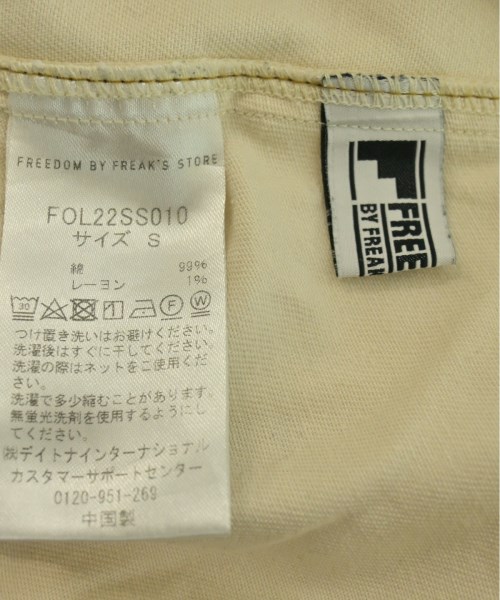 FREEDOM BY FREAK'S STORE
FOL22SS010
サイズ S
綿 99%
レーヨン 1%
30
F W
つけ置き洗いはお避けください。
洗濯後はすぐに干してください。
洗濯の際はネットをご使用くだ
さい。
洗濯で多少縮むことがあります。
無蛍光洗剤を使用するようにし
てください。
㈱デイトナインターナショナル
カスタマーサポートセンター
0120-951-269
中国製
FREE
BY FREAK